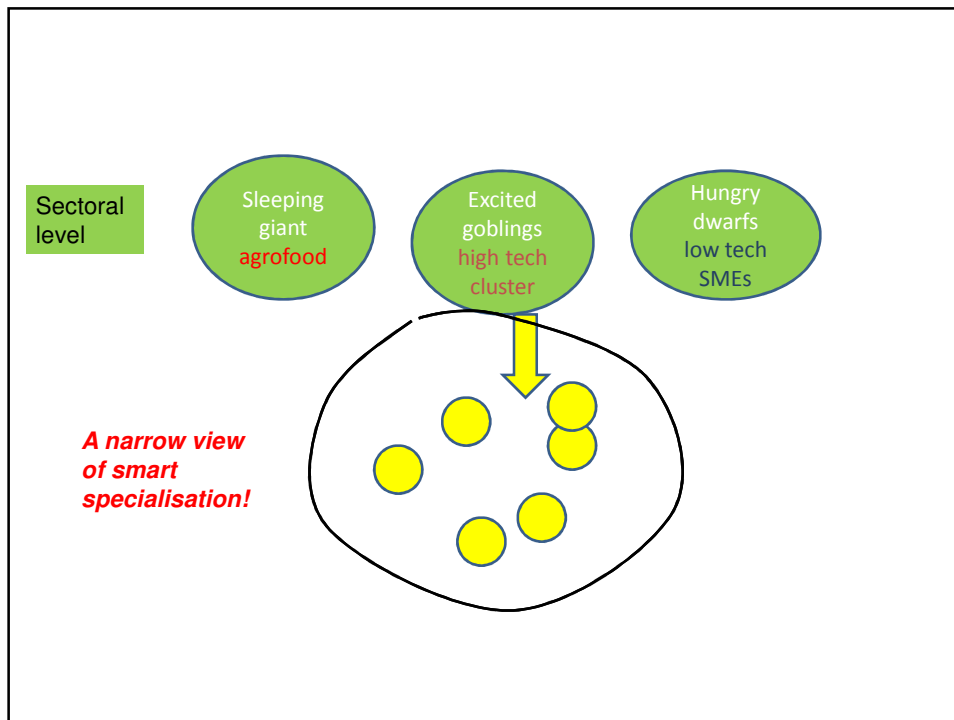 Sectoral
level
Sleeping
giant
agrofood
Excited
goblings
high tech
cluster
Hungry
dwarfs
low tech
SMEs
A narrow view
of smart
specialisation!